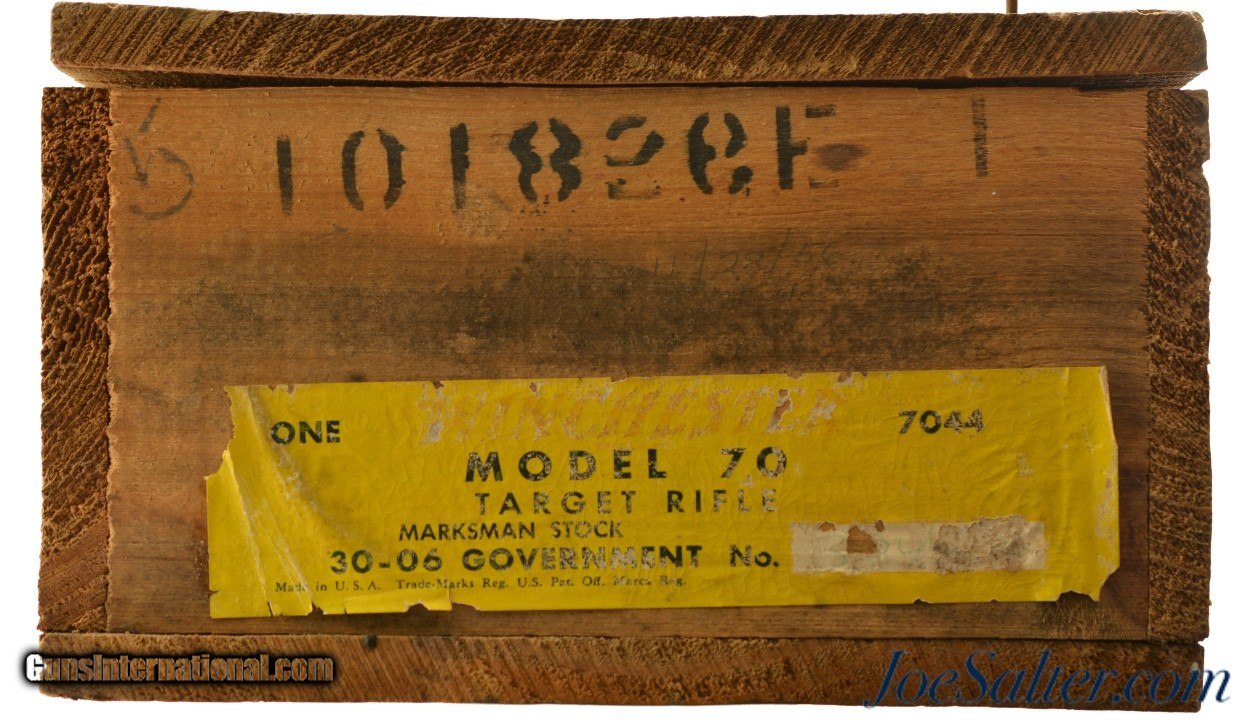 101828E
ONE WINCHESTER 7044
MODEL 70
TARGET RIFLE
MARKSMAN STOCK
30-06 GOVERNMENT No.
Made in U. S. A. Trade-Marks Reg. U.S. Pat. Off. Marca. Reg.
GunsInternational.com
JoeSalter.com